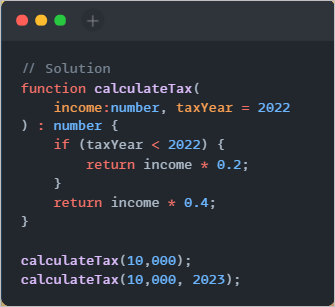 // Solution
function calculateTax(
    income:number, taxYear = 2022
) : number {
    if (taxYear < 2022) {
        return income * 0.2;
    }
    return income * 0.4;
}

calculateTax(10,000);
calculateTax(10,000, 2023);